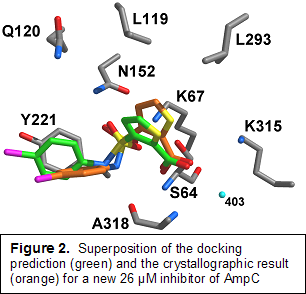 L119
Q120
L293
N152
K67
Y221
K315
S64
403
A318
Figure 2. Superposition of the docking
prediction (green) and the crystallographic result
(orange) for a new 26 µM inhibitor of AmpC